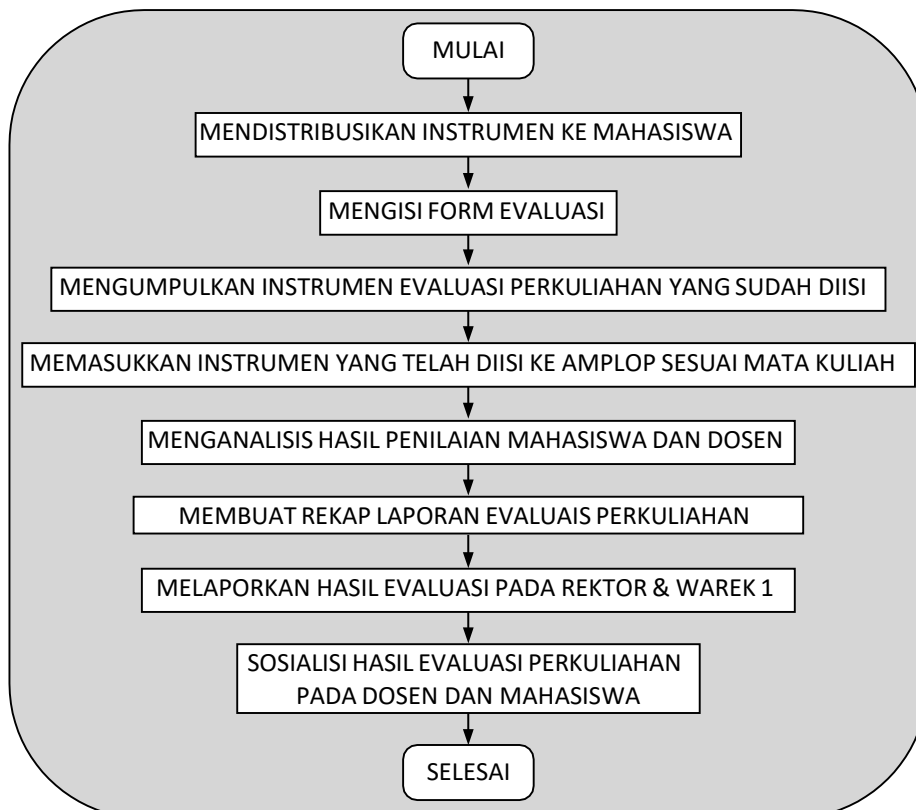 MULAI
MENDISTRIBUSIKAN INSTRUMEN KE MAHASISWA
MENGISI FORM EVALUASI
MENGUMPULKAN INSTRUMEN EVALUASI PERKULIAHAN YANG SUDAH DIISI
MEMASUKKAN INSTRUMEN YANG TELAH DIISI KE AMPLOP SESUAI MATA KULIAH
MENGANALISIS HASIL PENILAIAN MAHASISWA DAN DOSEN
MEMBUAT REKAP LAPORAN EVALUAIS PERKULIAHAN
MELAPORKAN HASIL EVALUASI PADA REKTOR & WAREK 1
SOSIALISI HASIL EVALUASI PERKULIAHAN
PADA DOSEN DAN MAHASISWA
SELESAI